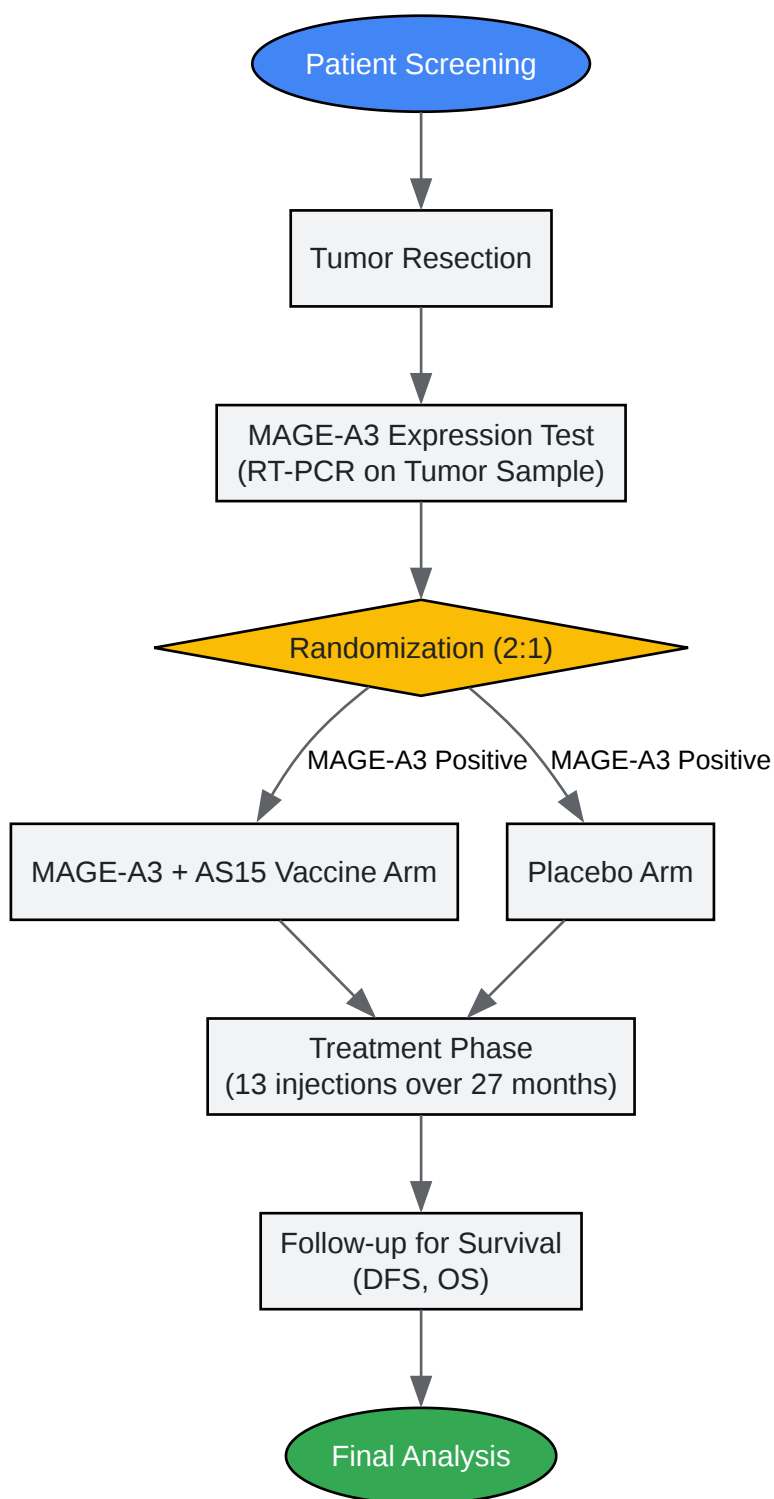 Patient Screening
Tumor Resection
MAGE-A3 Expression Test
(RT-PCR on Tumor Sample)
Randomization (2:1)
MAGE-A3 Positive
MAGE-A3 Positive
MAGE-A3 + AS15 Vaccine Arm
Placebo Arm
Treatment Phase
(13 injections over 27 months)
Follow-up for Survival
(DFS, OS)
Final Analysis